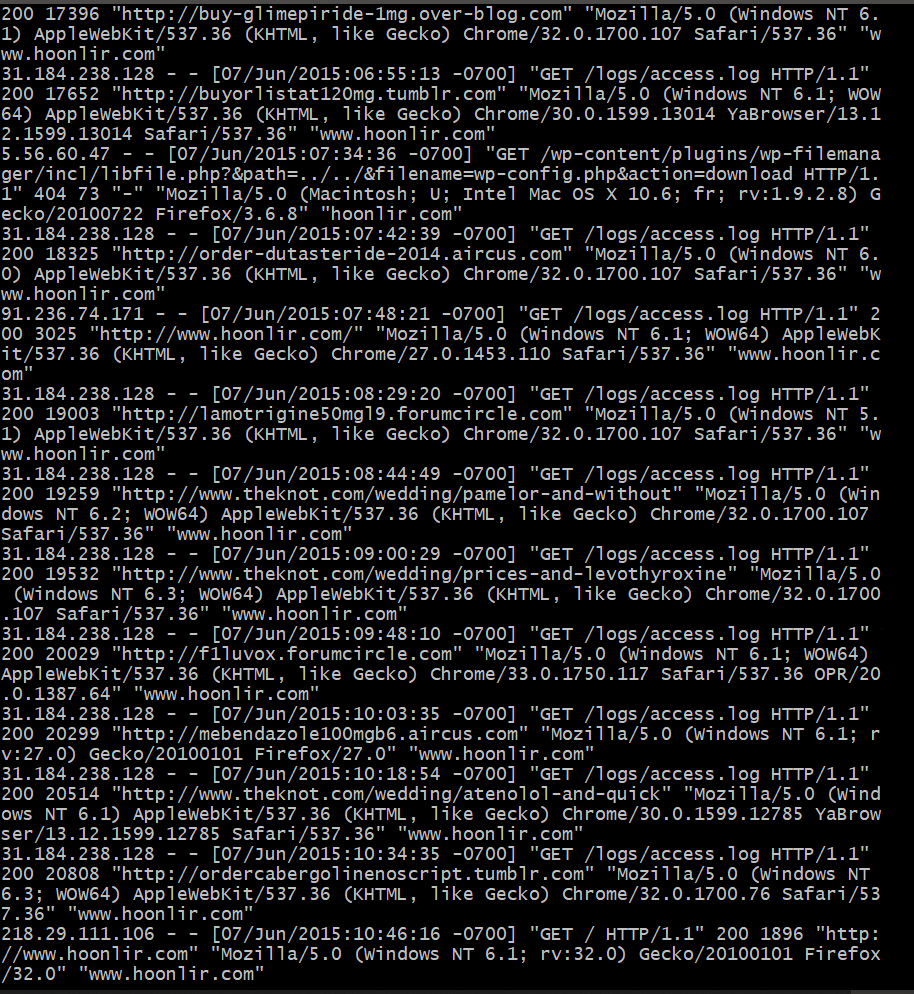 200 17396 "http://buy-glimepiride-1mg.over-blog.com" "Mozilla/5.0 (Windows NT 6.
1) AppleWebKit/537.36 (KHTML, like Gecko) Chrome/32.0.1700.107 Safari/537.36" "w
ww.hoonlir.com"
31.184.238.128 - - [07/Jun/2015:06:55:13 -0700] "GET /logs/access.log HTTP/1.1"
200 17652 "http://buyorlistat120mg.tumblr.com" "Mozilla/5.0 (Windows NT 6.1; WOW
64) AppleWebKit/537.36 (KHTML, like Gecko) Chrome/30.0.1599.13014 YaBrowser/13.1
2.1599.13014 Safari/537.36" "www.hoonlir.com"
5.56.60.47 - - [07/Jun/2015:07:34:36 -0700] "GET /wp-content/plugins/wp-filemana
ger/incl/libfile.php?&path=../../&filename=wp-config.php&action=download HTTP/1.
1" 404 73 "-" "Mozilla/5.0 (Macintosh; U; Intel Mac OS X 10.6; fr; rv:1.9.2.8) G
ecko/20100722 Firefox/3.6.8" "hoonlir.com"
31.184.238.128 - - [07/Jun/2015:07:42:39 -0700] "GET /logs/access.log HTTP/1.1"
200 18325 "http://order-dutasteride-2014.aircus.com" "Mozilla/5.0 (Windows NT 6.
0) AppleWebKit/537.36 (KHTML, like Gecko) Chrome/32.0.1700.107 Safari/537.36" "w
ww.hoonlir.com"
91.236.74.171 - - [07/Jun/2015:07:48:21 -0700] "GET /logs/access.log HTTP/1.1" 2
00 3025 "http://www.hoonlir.com/" "Mozilla/5.0 (Windows NT 6.1; WOW64) AppleWebK
it/537.36 (KHTML, like Gecko) Chrome/27.0.1453.110 Safari/537.36" "www.hoonlir.c
om"
31.184.238.128 - - [07/Jun/2015:08:29:20 -0700] "GET /logs/access.log HTTP/1.1"
200 19003 "http://lamotrigine50mgl9.forumcircle.com" "Mozilla/5.0 (Windows NT 5.
1) AppleWebKit/537.36 (KHTML, like Gecko) Chrome/32.0.1700.107 Safari/537.36" "w
ww.hoonlir.com"
31.184.238.128 - - [07/Jun/2015:08:44:49 -0700] "GET /logs/access.log HTTP/1.1"
200 19259 "http://www.theknot.com/wedding/pamelor-and-without" "Mozilla/5.0 (Win
dows NT 6.2; WOW64) AppleWebKit/537.36 (KHTML, like Gecko) Chrome/32.0.1700.107
Safari/537.36" "www.hoonlir.com"
31.184.238.128 - - [07/Jun/2015:09:00:29 -0700] "GET /logs/access.log HTTP/1.1"
200 19532 "http://www.theknot.com/wedding/prices-and-levothyroxine" "Mozilla/5.0
 (Windows NT 6.3; WOW64) AppleWebKit/537.36 (KHTML, like Gecko) Chrome/32.0.1700
.107 Safari/537.36" "www.hoonlir.com"
31.184.238.128 - - [07/Jun/2015:09:48:10 -0700] "GET /logs/access.log HTTP/1.1"
200 20029 "http://f1luvox.forumcircle.com" "Mozilla/5.0 (Windows NT 6.1; WOW64)
AppleWebKit/537.36 (KHTML, like Gecko) Chrome/33.0.1750.117 Safari/537.36 OPR/20
.0.1387.64" "www.hoonlir.com"
31.184.238.128 - - [07/Jun/2015:10:03:35 -0700] "GET /logs/access.log HTTP/1.1"
200 20299 "http://mebendazole100mgb6.aircus.com" "Mozilla/5.0 (Windows NT 6.1; r
v:27.0) Gecko/20100101 Firefox/27.0" "www.hoonlir.com"
31.184.238.128 - - [07/Jun/2015:10:18:54 -0700] "GET /logs/access.log HTTP/1.1"
200 20514 "http://www.theknot.com/wedding/atenolol-and-quick" "Mozilla/5.0 (Wind
ows NT 6.1) AppleWebKit/537.36 (KHTML, like Gecko) Chrome/30.0.1599.12785 YaBrow
ser/13.12.1599.12785 Safari/537.36" "www.hoonlir.com"
31.184.238.128 - - [07/Jun/2015:10:34:35 -0700] "GET /logs/access.log HTTP/1.1"
200 20808 "http://ordercabergolinenoscript.tumblr.com" "Mozilla/5.0 (Windows NT
6.3; WOW64) AppleWebKit/537.36 (KHTML, like Gecko) Chrome/32.0.1700.76 Safari/53
7.36" "www.hoonlir.com"
218.29.111.106 - - [07/Jun/2015:10:46:16 -0700] "GET / HTTP/1.1" 200 1896 "http:
//www.hoonlir.com" "Mozilla/5.0 (Windows NT 6.1; rv:32.0) Gecko/20100101 Firefox
/32.0" "www.hoonlir.com"